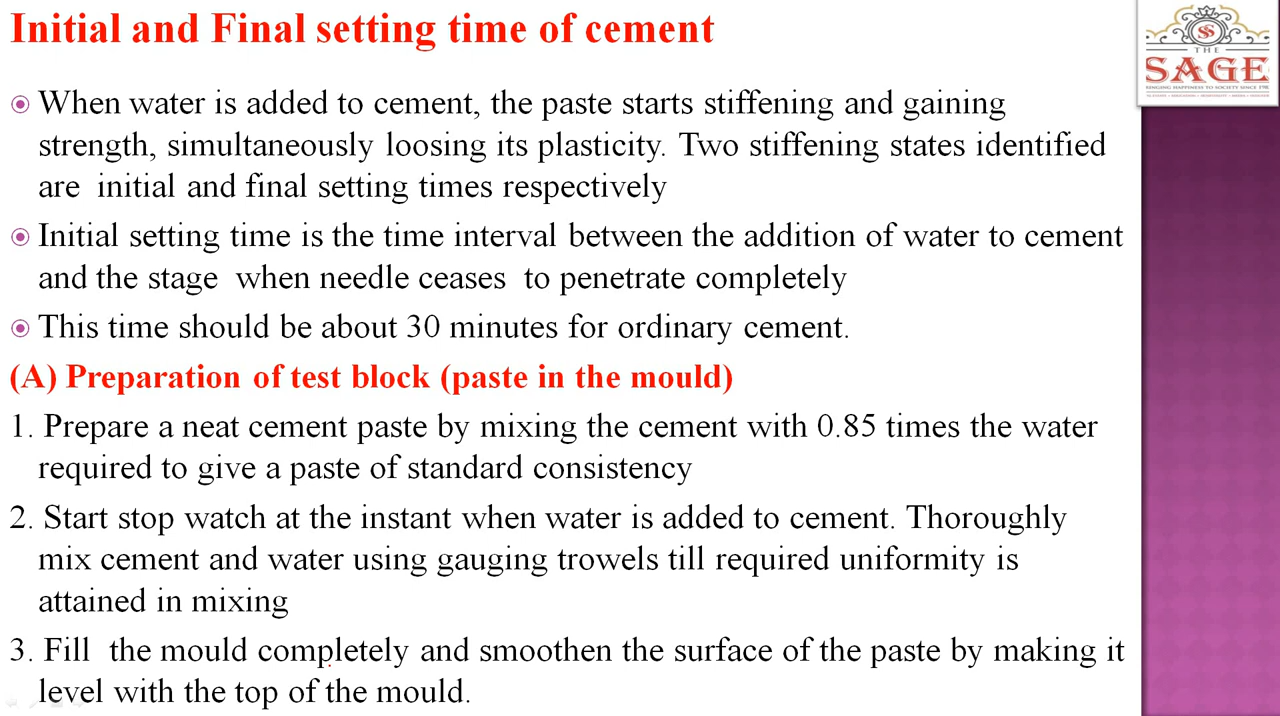 Initial and Final setting time of cement
When water is added to cement, the paste starts stiffening and gaining
strength, simultaneously loosing its plasticity. Two stiffening states identified
are initial and final setting times respectively
Initial setting time is the time interval between the addition of water to cement
and the stage when needle ceases to penetrate completely
This time should be about 30 minutes for ordinary cement.
(A) Preparation of test block (paste in the mould)
1. Prepare a neat cement paste by mixing the cement with 0.85 times the water
required to give a paste of standard consistency
2. Start stop watch at the instant when water is added to cement. Thoroughly
mix cement and water using gauging trowels till required uniformity is
attained in mixing
3. Fill the mould completely and smoothen the surface of the paste by making it
level with the top of the mould.
THE
SAGE